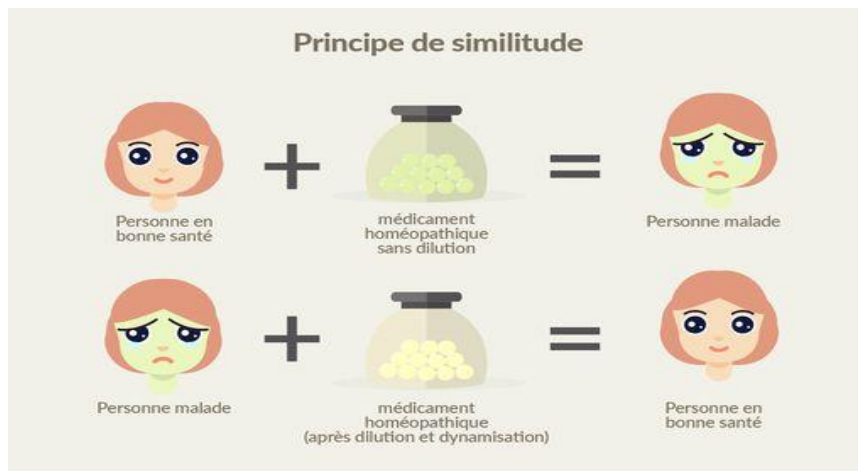 Principe de similitude
Personne en
bonne santé
médicament
homéopathique
sans dilution
Personne malade
Personne malade
médicament
homéopathique
(après dilution et dynamisation)
Personne en
bonne santé